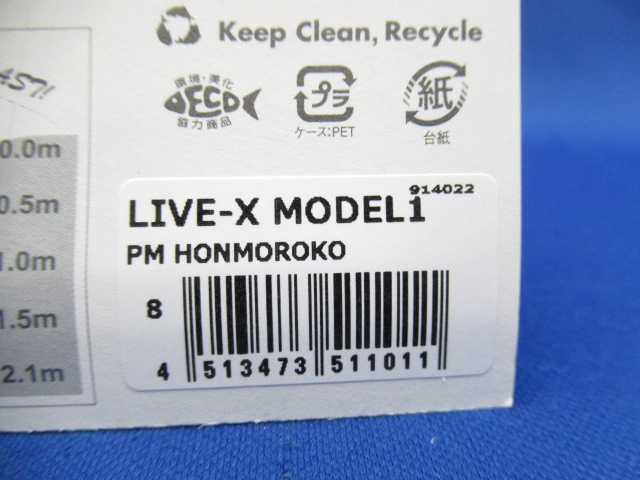 Keep Clean, Recycle
AST!
環境・美化
ECO
協力商品
プラ
ケース:PET
紙
台紙
0.0m
0.5m
1.0m
1.5m
2.1m
914022
LIVE-X MODEL1
PM HONMOROKO
8
4 513473 511011